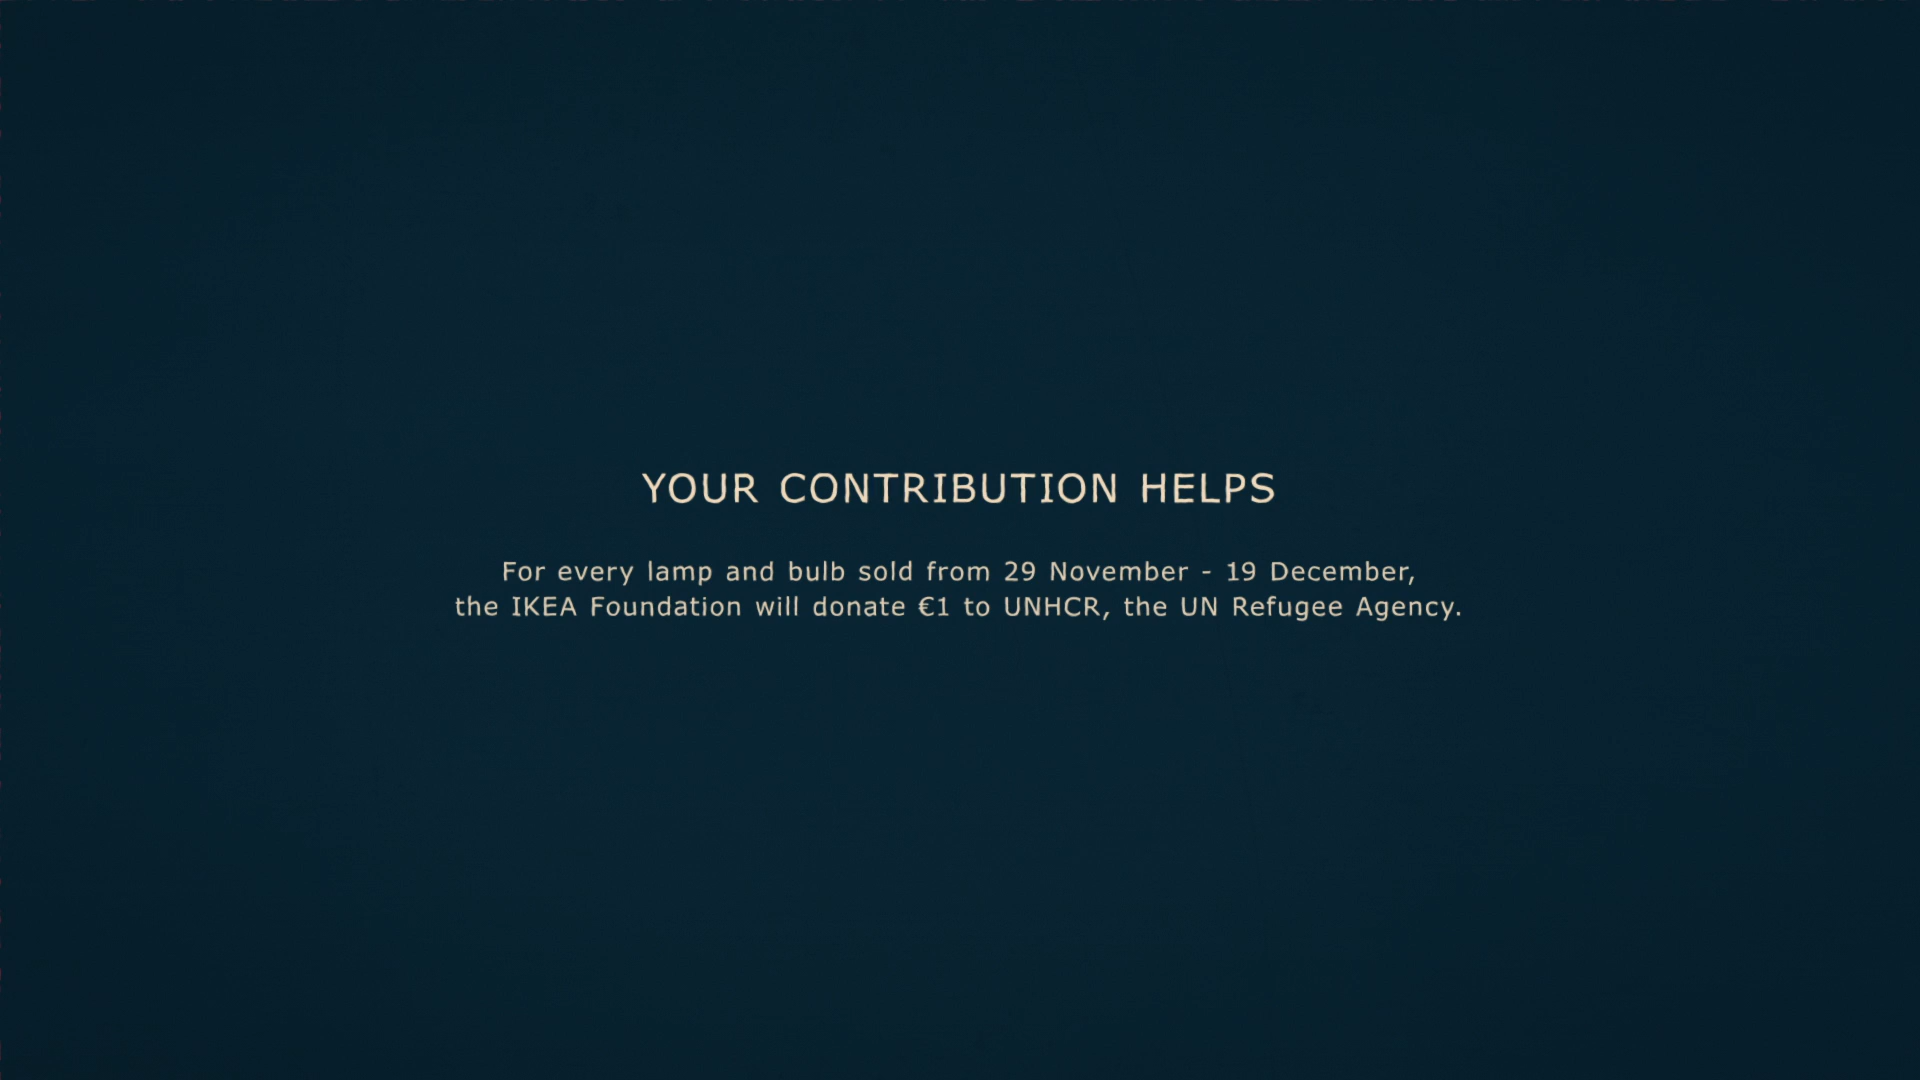 YOUR CONTRIBUTION HELPS
For every lamp and bulb sold from 29 November - 19 December,
the IKEA Foundation will donate €1 to UNHCR, the UN Refugee Agency.